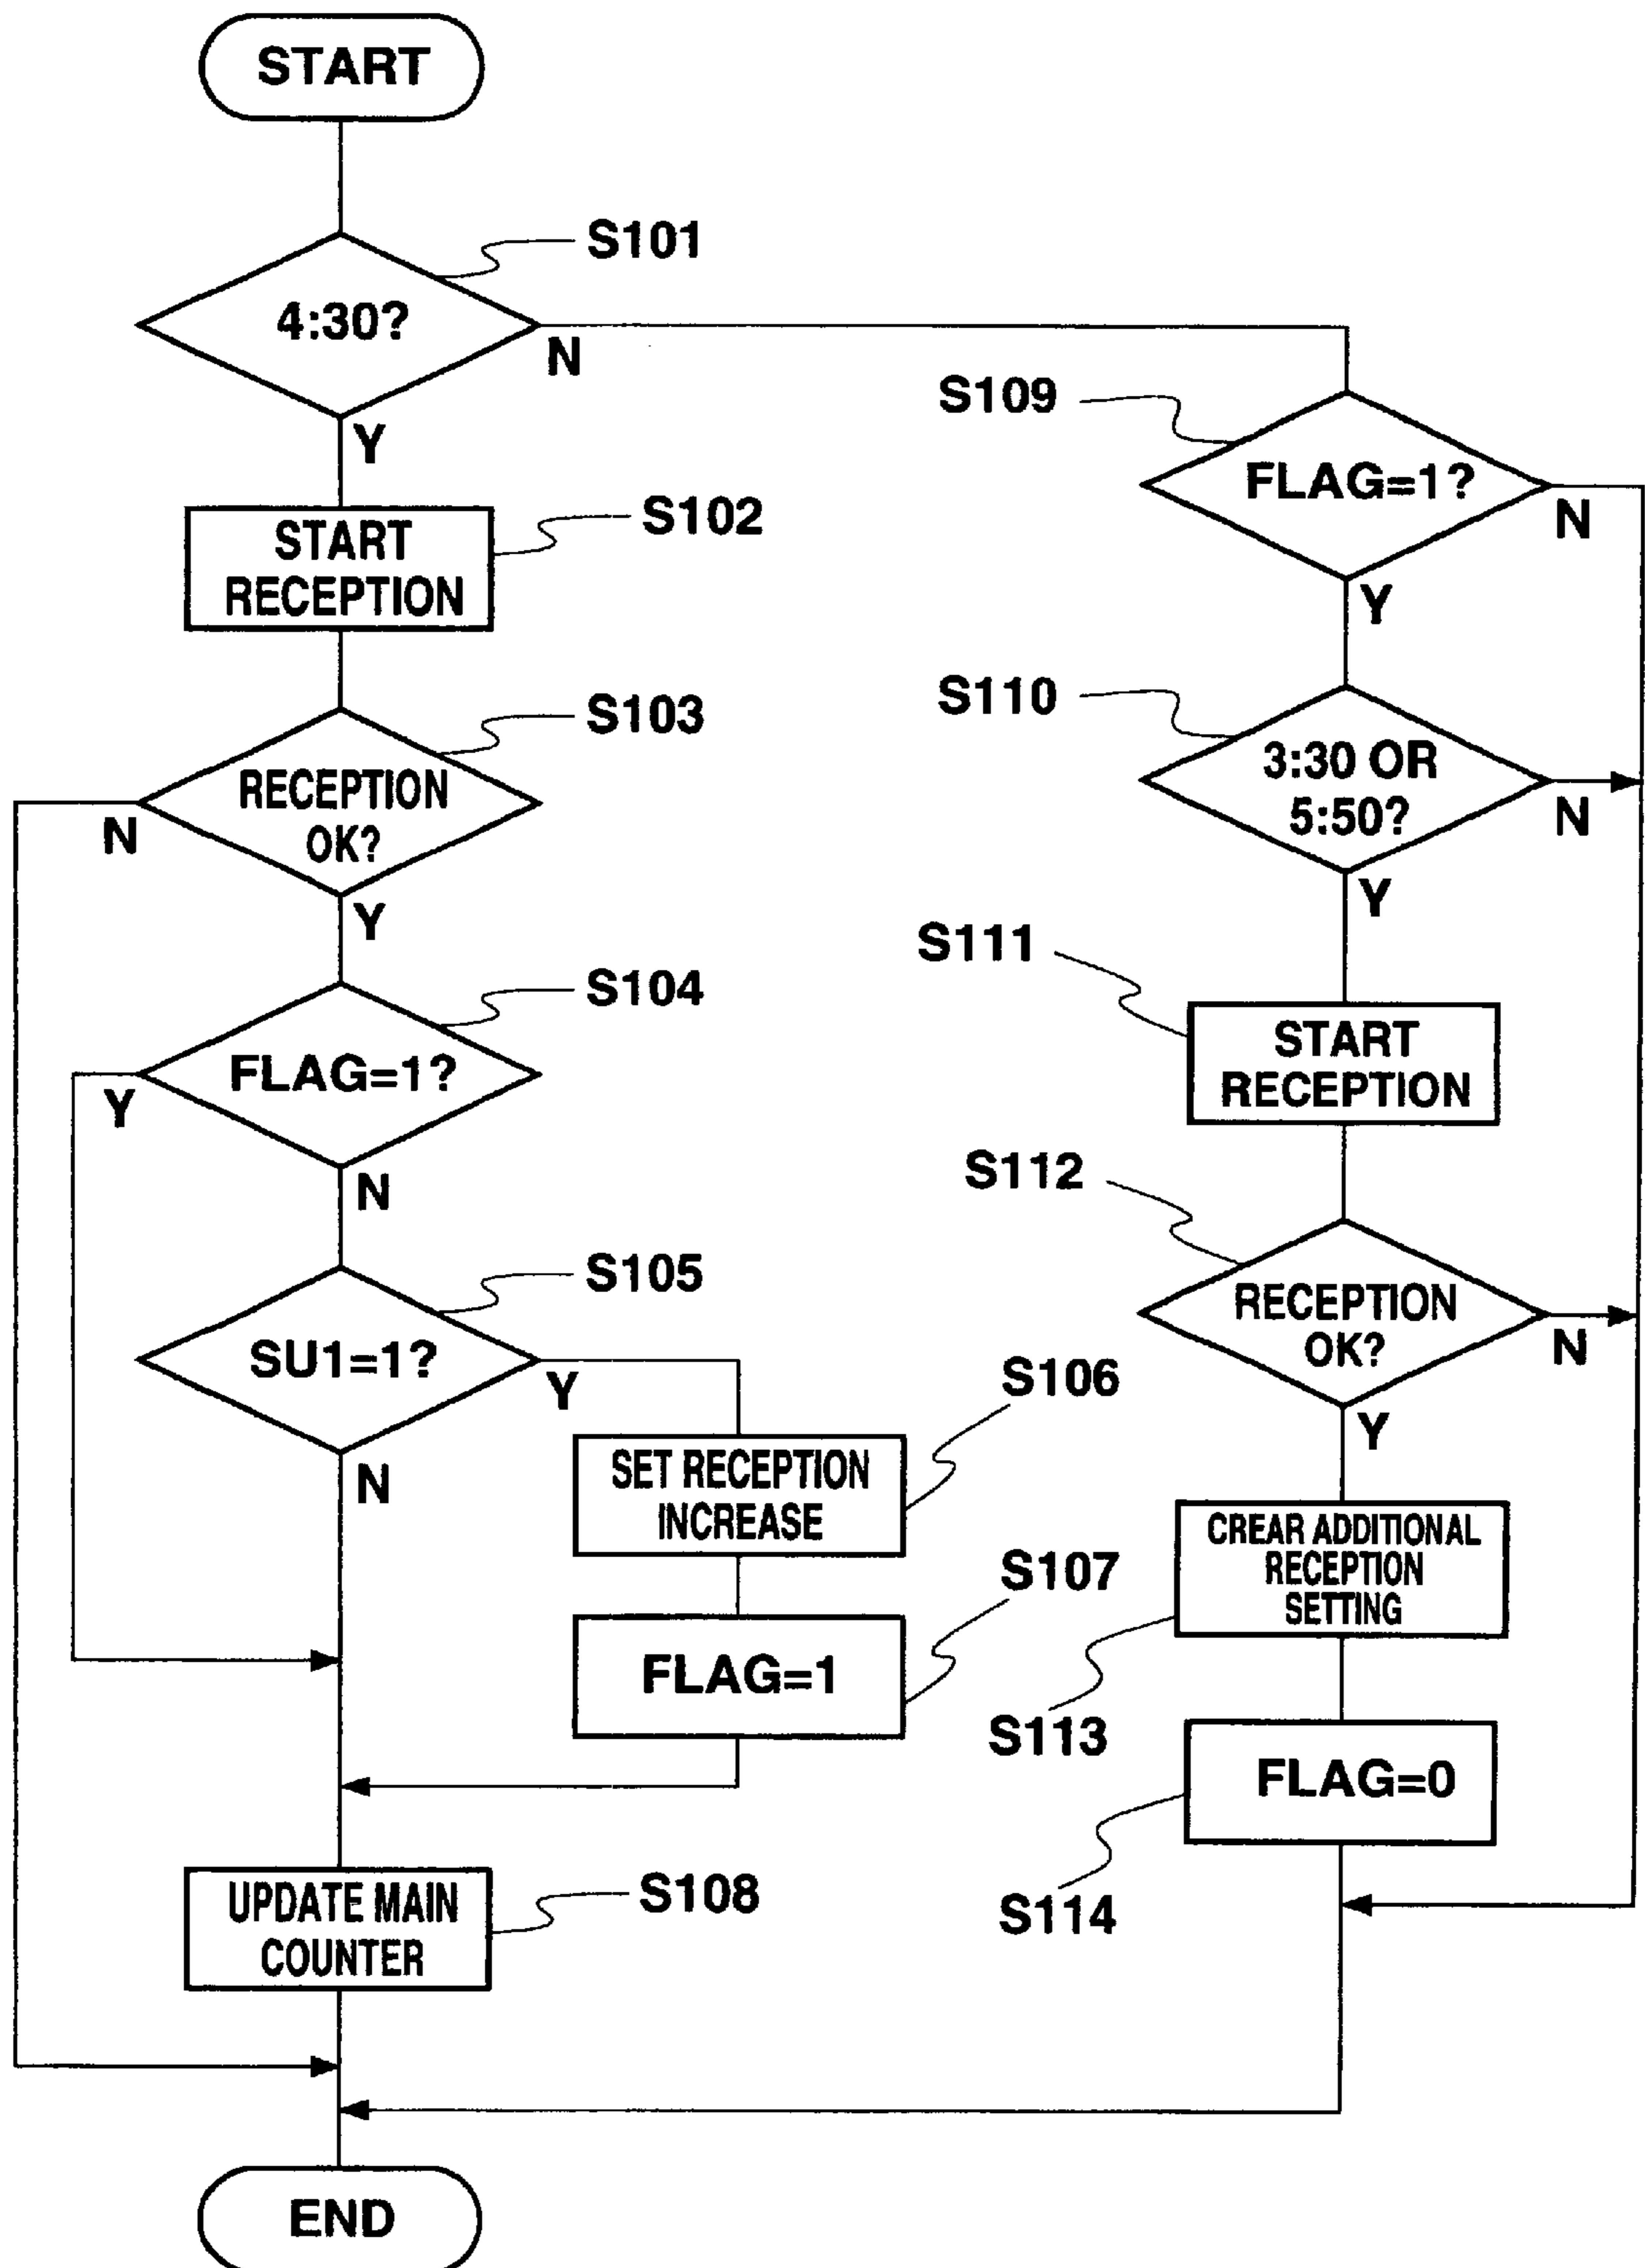 START
S101
4:30?
N
Y
S102
START
RECEPTION
S103
RECEPTION
OK?
N
Y
S104
FLAG=1?
Y
N
S105
SU1=1?
Y
N
S106
SET RECEPTION
INCREASE
S107
FLAG=1
S108
UPDATE MAIN
COUNTER
END
S109
FLAG=1?
N
Y
S110
3:30 OR
5:50?
N
Y
S111
START
RECEPTION
S112
RECEPTION
OK?
N
Y
CREAR ADDITIONAL
RECEPTION
SETTING
S113
FLAG=0
S114